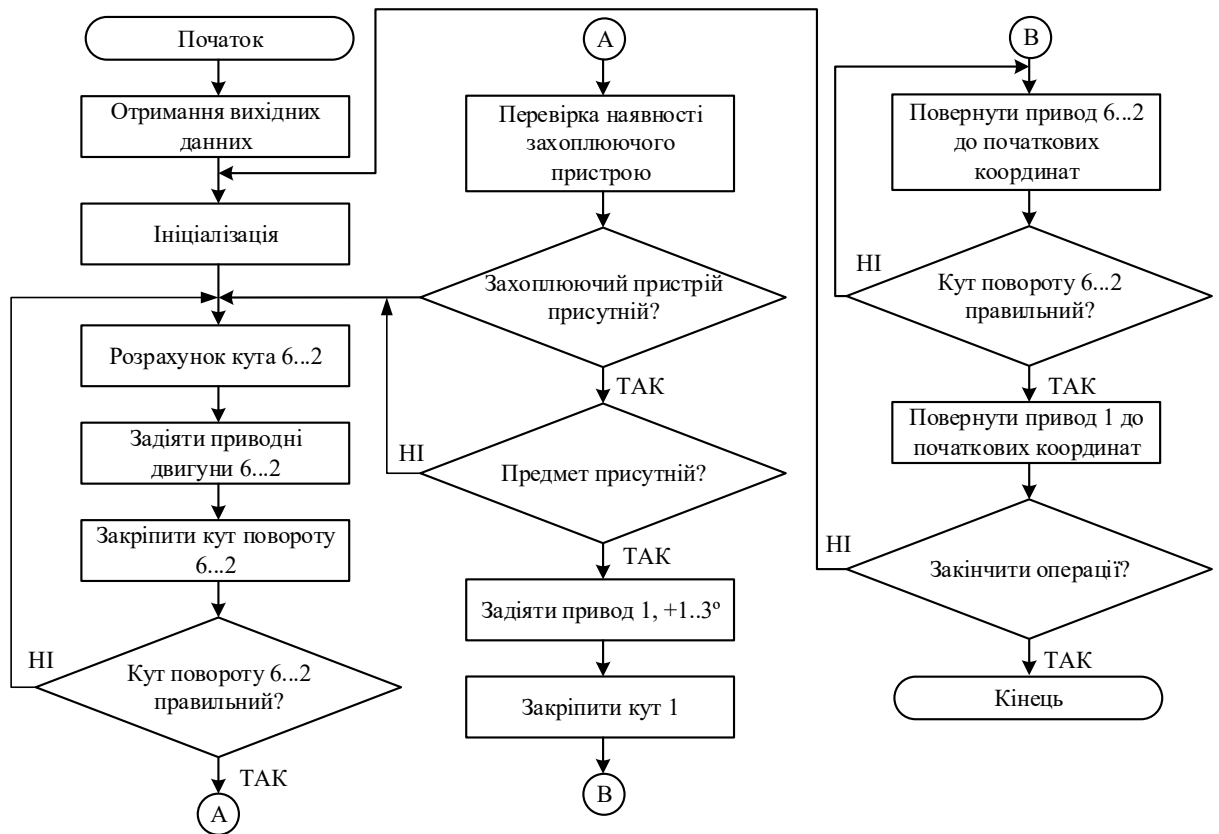 Початок
Отримання вихідних
данних
Ініціалізація
Розрахунок кута 6...2
Задіяти приводні
двигуни 6...2
Закріпити кут повороту
6...2
НІ
Кут повороту 6...2
правильний?
ТАК
А
А
Перевірка наявності
захоплюючого
пристрою
Захоплюючий пристрій
присутній?
ТАК
НІ
Предмет присутній?
ТАК
Задіяти привод 1, +1..3º
Закріпити кут 1
В
В
Повернути привод 6...2
до початкових
координат
НІ
Кут повороту 6...2
правильний?
ТАК
Повернути привод 1 до
початкових координат
НІ
Закінчити операції?
ТАК
Кінець